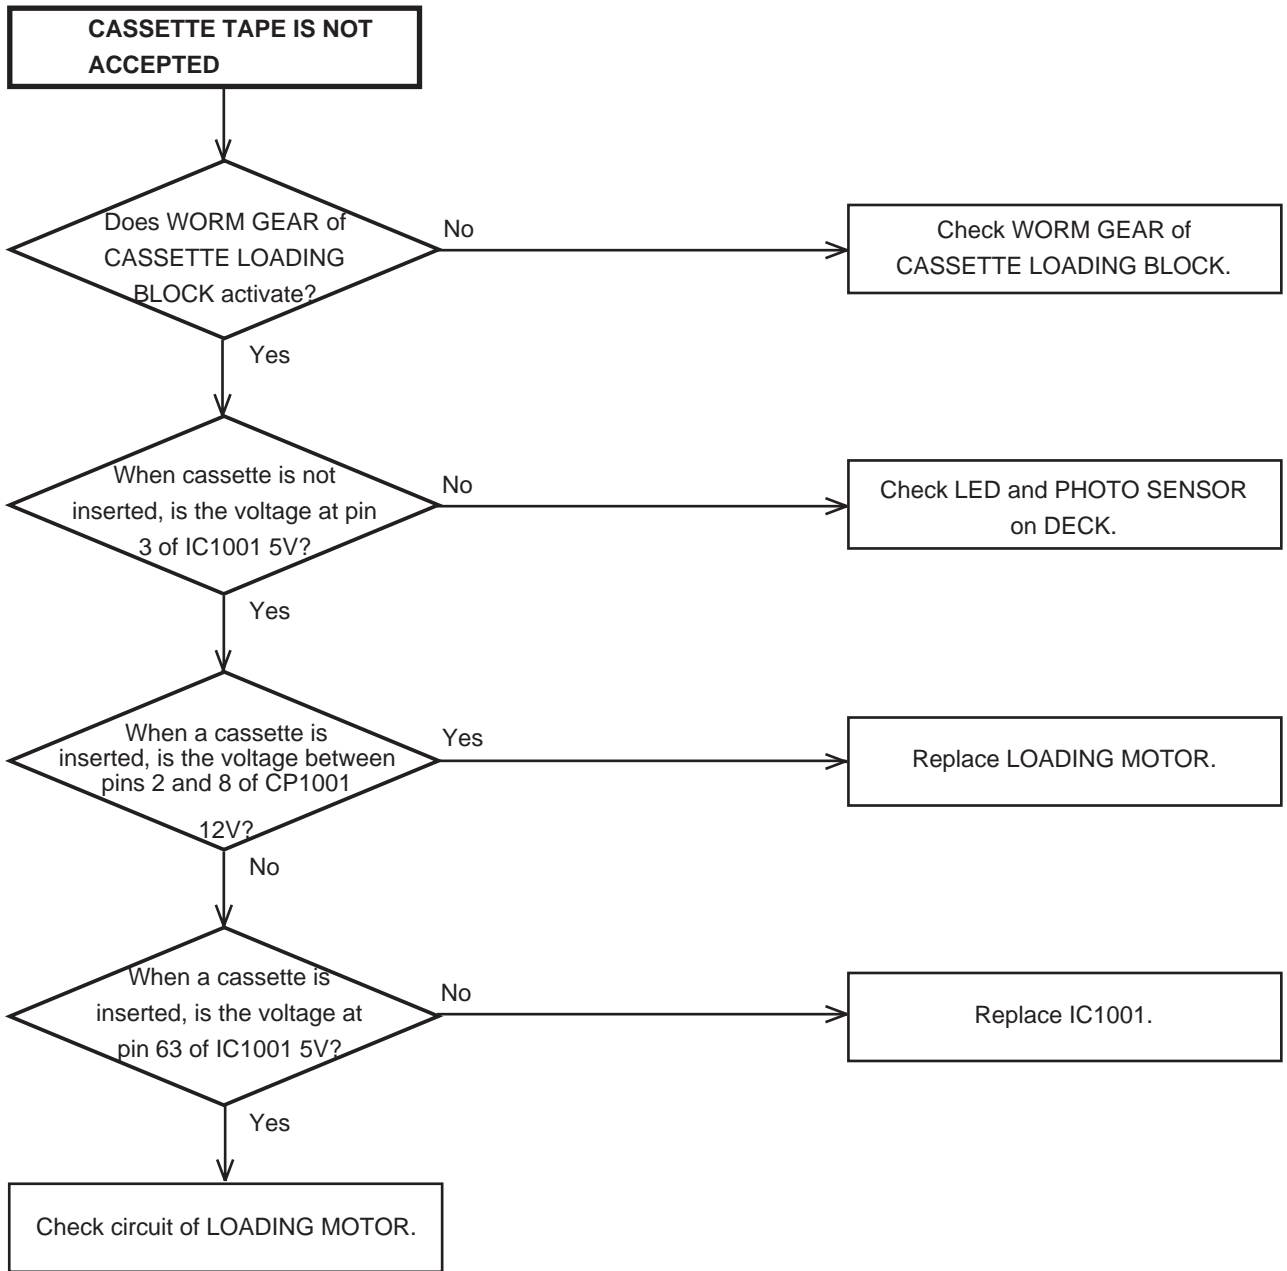 CASSETTE TAPE IS NOT
ACCEPTED
Does WORM GEAR of
CASSETTE LOADING
BLOCK activate?
No
Check WORM GEAR of
CASSETTE LOADING BLOCK.
Yes
When cassette is not
inserted, is the voltage at pin
3 of IC1001 5V?
No
Check LED and PHOTO SENSOR
on DECK.
Yes
When a cassette is
inserted, is the voltage between
pins 2 and 8 of CP1001
12V?
Yes
Replace LOADING MOTOR.
No
When a cassette is
inserted, is the voltage at
pin 63 of IC1001 5V?
No
Replace IC1001.
Yes
Check circuit of LOADING MOTOR.